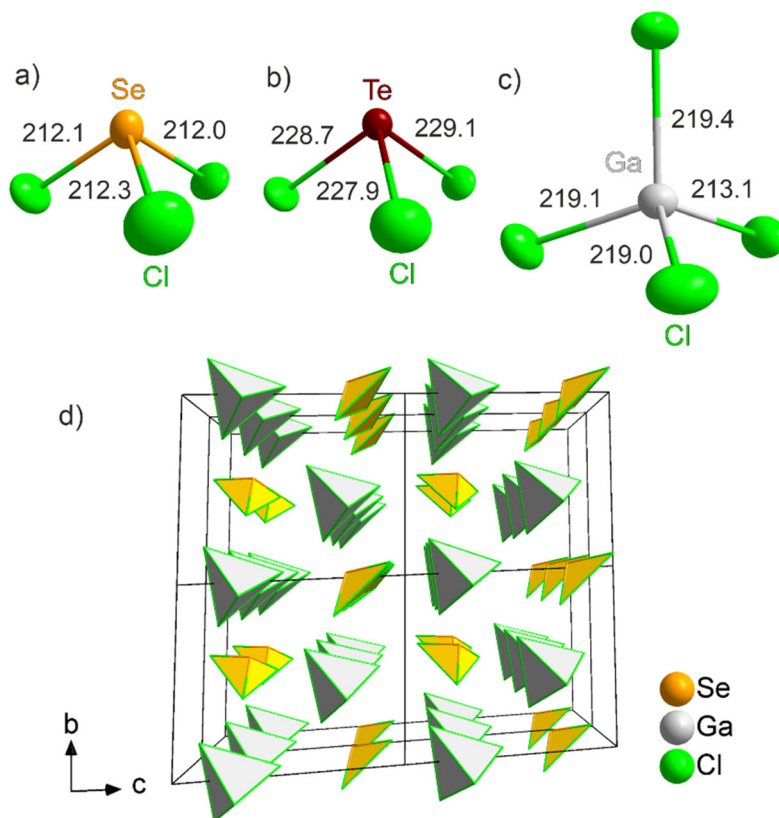 a)
Se
212.1
212.0
212.3
Cl
b)
Te
228.7
229.1
227.9
Cl
c)
219.4
Ga
219.1
213.1
219.0
Cl
d)
b
c
Se
Ga
Cl